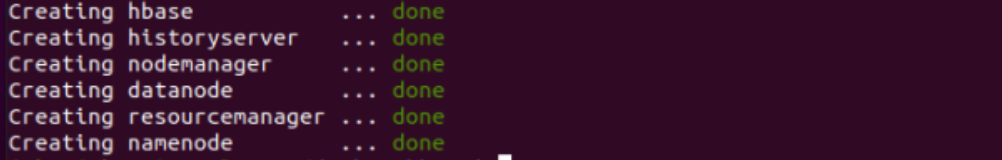 Creating hbase           ... done
Creating historyserver   ... done
Creating nodemanager     ... done
Creating datanode        ... done
Creating resourcemanager ... done
Creating namenode        ... done